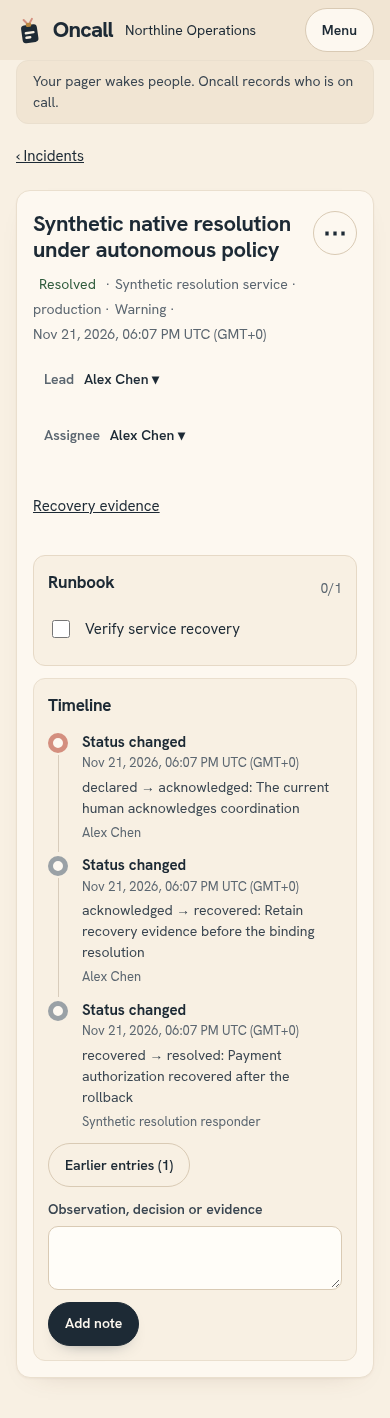 Oncall Northline Operations Menu
Your pager wakes people. Oncall records who is on
call.
‹ Incidents
Synthetic native resolution
under autonomous policy
...
Resolved · Synthetic resolution service ·
production · Warning ·
Nov 21, 2026, 06:07 PM UTC (GMT+0)
Lead Alex Chen ▾
Assignee Alex Chen ▾
Recovery evidence
Runbook 0/1
Verify service recovery
Timeline
Status changed
Nov 21, 2026, 06:07 PM UTC (GMT+0)
declared → acknowledged: The current
human acknowledges coordination
Alex Chen
Status changed
Nov 21, 2026, 06:07 PM UTC (GMT+0)
acknowledged → recovered: Retain
recovery evidence before the binding
resolution
Alex Chen
Status changed
Nov 21, 2026, 06:07 PM UTC (GMT+0)
recovered → resolved: Payment
authorization recovered after the
rollback
Synthetic resolution responder
Earlier entries (1)
Observation, decision or evidence
Add note